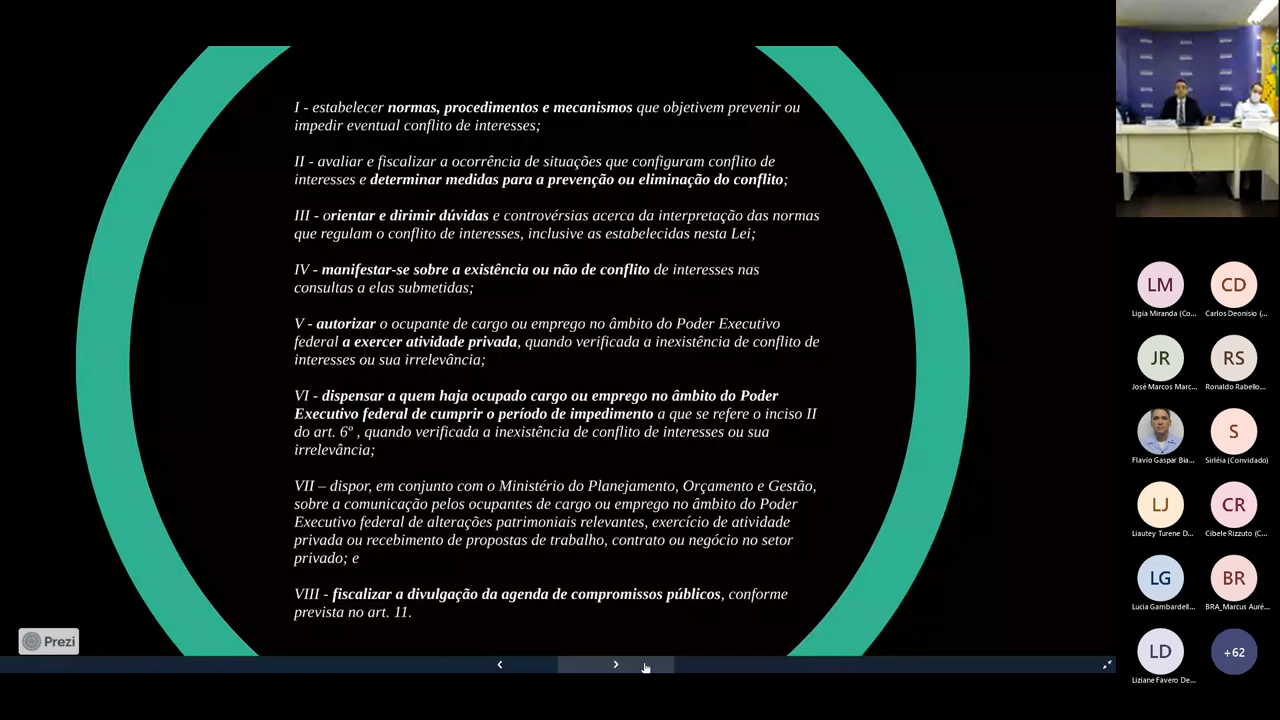 I - estabelecer normas, procedimentos e mecanismos que objetivem prevenir ou
impedir eventual conflito de interesses;
II - avaliar e fiscalizar a ocorrência de situações que configuram conflito de
interesses e determinar medidas para a prevenção ou eliminação do conflito;
III - orientar e dirimir dúvidas e controvérsias acerca da interpretação das normas
que regulam o conflito de interesses, inclusive as estabelecidas nesta Lei;
IV - manifestar-se sobre a existência ou não de conflito de interesses nas
consultas a elas submetidas;
V - autorizar o ocupante de cargo ou emprego no âmbito do Poder Executivo
federal a exercer atividade privada, quando verificada a inexistência de conflito de
interesses ou sua irrelevância;
VI - dispensar a quem haja ocupado cargo ou emprego no âmbito do Poder
Executivo federal de cumprir o período de impedimento a que se refere o inciso II
do art. 6º , quando verificada a inexistência de conflito de interesses ou sua
irrelevância;
VII – dispor, em conjunto com o Ministério do Planejamento, Orçamento e Gestão,
sobre a comunicação pelos ocupantes de cargo ou emprego no âmbito do Poder
Executivo federal de alterações patrimoniais relevantes, exercício de atividade
privada ou recebimento de propostas de trabalho, contrato ou negócio no setor
privado; e
VIII - fiscalizar a divulgação da agenda de compromissos públicos, conforme
prevista no art. 11.
Prezi
LM
Ligia Miranda (Co...
CD
Carlos Deonisio (...
JR
José Marcos Marc...
RS
Ronaldo Rabello...
Flavio Gaspar Bia...
S
Sirléia (Convidado)
LJ
Liautey Turene D...
CR
Cibele Rizzuto (C...
LG
Lucia Gambardell...
BR
BRA_Marcus Auré...
LD
Liziane Favero De...
+62